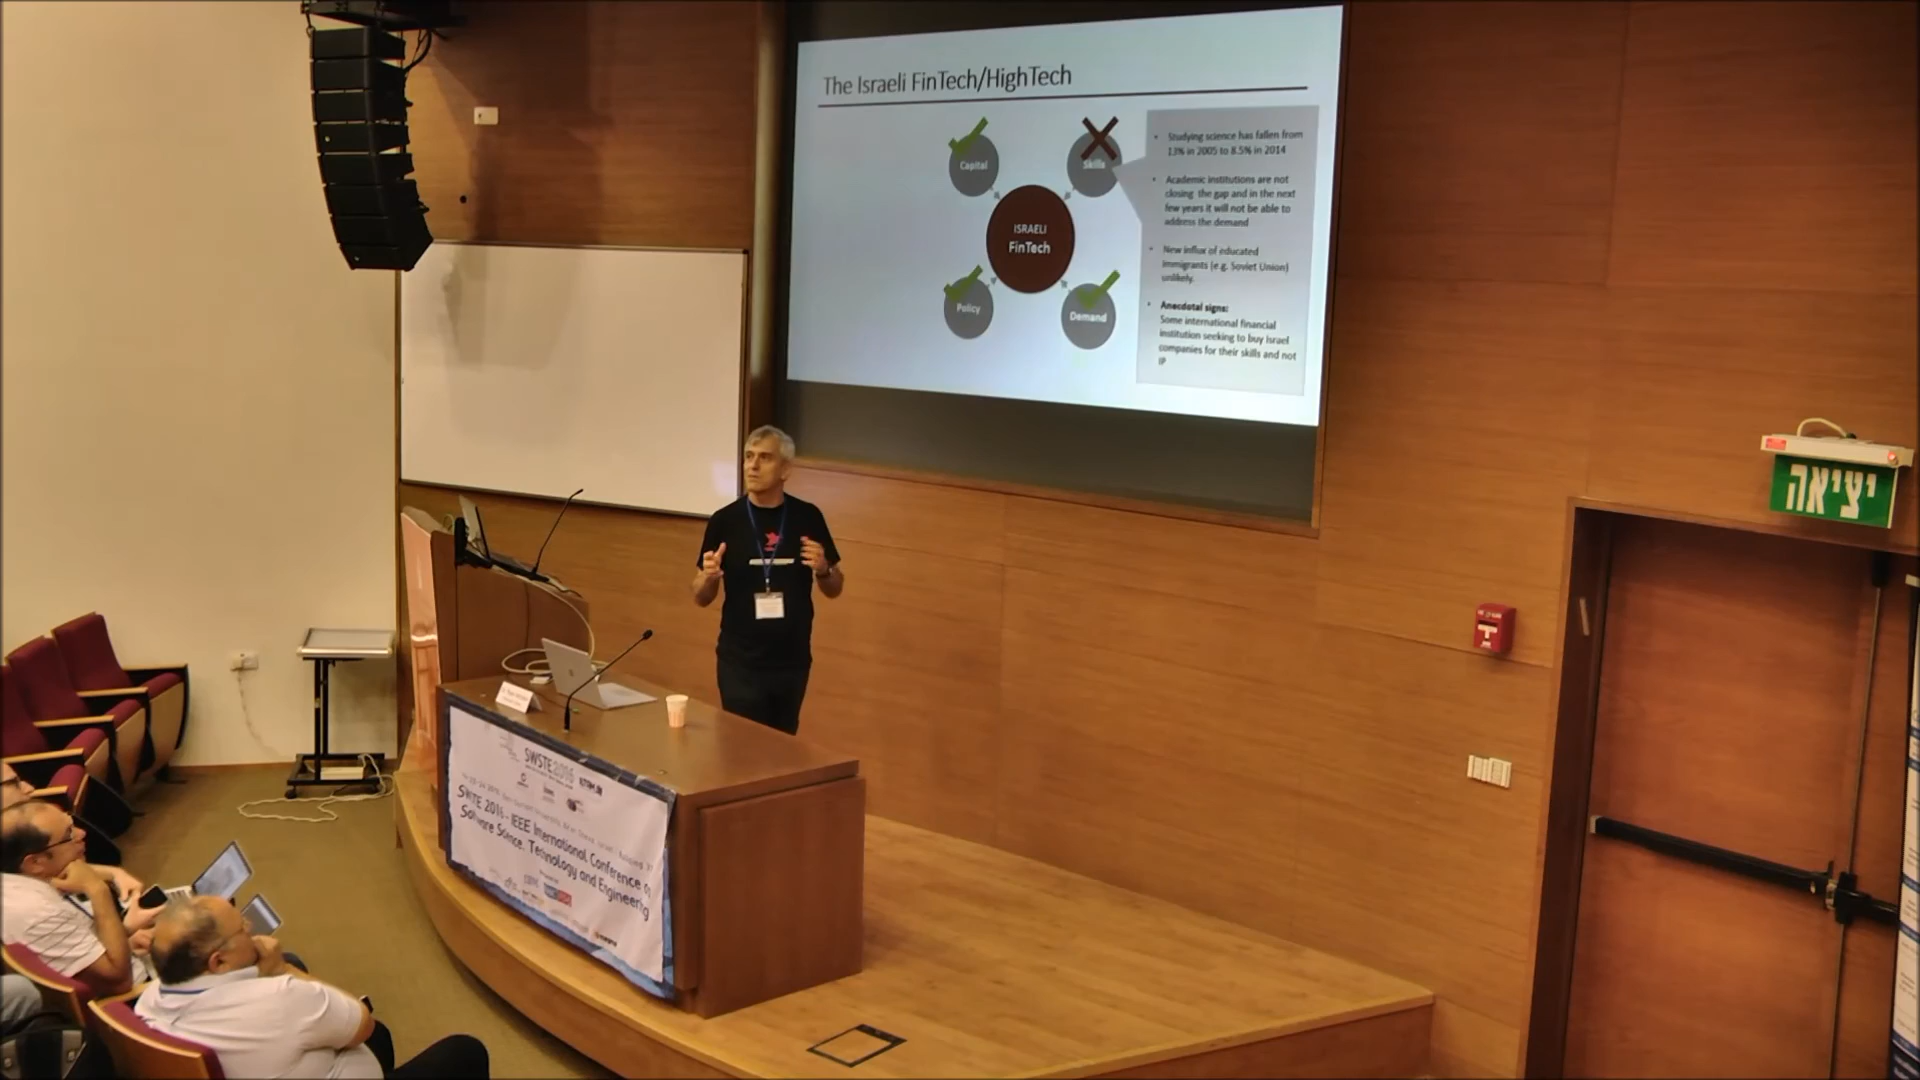 The Israeli FinTech/HighTech
Capital
Skills
ISRAELI
FinTech
Policy
Demand
• Studying science has fallen from
13% in 2005 to 8.5% in 2014
• Academic institutions are not
closing the gap and in the next
few years it will not be able to
address the demand
• New influx of educated
immigrants (e.g. Soviet Union)
unlikely.
• Anecdotal signs:
Some international financial
institution seeking to buy Israel
companies for their skills and not
IP
יציאה
SWSTE2016
SWTE 2016 - IEEE International Conference on
Software Science, Technology and Engineering